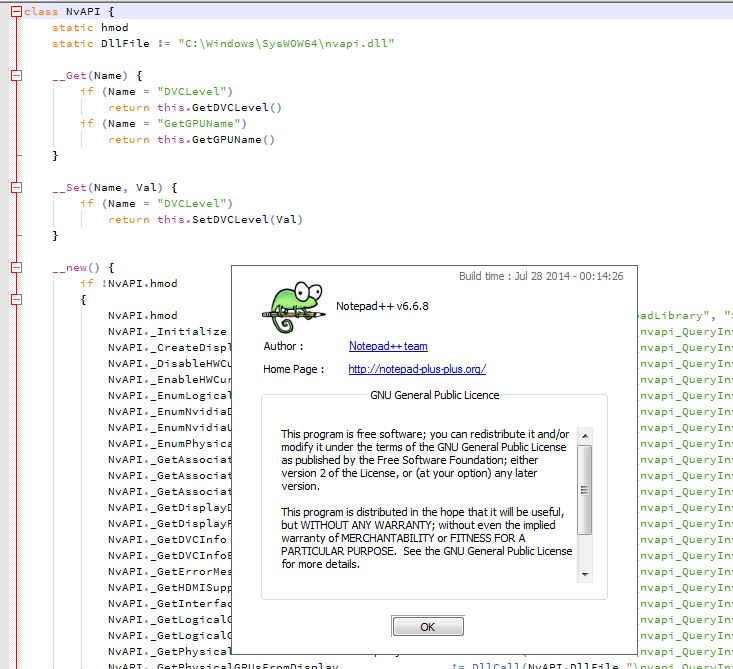 class NvAPI {
static hmod
static DllFile := "C:\Windows\SysWOW64\nvapi.dll"
__Get(Name) {
if (Name = "DVCLevel")
return this.GetDVCLevel()
if (Name = "GetGPUName")
return this.GetGPUName()
}
__Set(Name, Val) {
if (Name = "DVCLevel")
return this.SetDVCLevel(Val)
}
__new() {
if !NvAPI.hmod
{
Build time : Jul 28 2014 - 00:14:26
Notepad++ v6.6.8
Author : Notepad++ team
Home Page : http://notepad-plus-plus.org/
GNU General Public Licence
This program is free software; you can redistribute it and/or
modify it under the terms of the GNU General Public License
as published by the Free Software Foundation; either
version 2 of the License, or (at your option) any later
version.
This program is distributed in the hope that it will be useful,
but WITHOUT ANY WARRANTY; without even the implied
warranty of MERCHANTABILITY or FITNESS FOR A
PARTICULAR PURPOSE. See the GNU General Public License
for more details.
OK
NvAPI.hmod adLibrary", "S
NvAPI._Initialize nvapi_QueryInt
NvAPI._CreateDispl nvapi_QueryInt
NvAPI._DisableHWCu nvapi_QueryInt
NvAPI._EnableHWCur nvapi_QueryInt
NvAPI._EnumLogical nvapi_QueryInt
NvAPI._EnumNvidiaD nvapi_QueryInt
NvAPI._EnumNvidiaU nvapi_QueryInt
NvAPI._EnumPhysica nvapi_QueryInt
NvAPI._GetAssociat nvapi_QueryInt
NvAPI._GetAssociat nvapi_QueryInt
NvAPI._GetAssociat nvapi_QueryInt
NvAPI._GetDisplayD nvapi_QueryInt
NvAPI._GetDisplayF nvapi_QueryInt
NvAPI._GetDVCInfo nvapi_QueryInt
NvAPI._GetDVCInfoE nvapi_QueryInt
NvAPI._GetErrorMes nvapi_QueryInt
NvAPI._GetHDMISupp nvapi_QueryInt
NvAPI._GetInterfac nvapi_QueryInt
NvAPI._GetLogicalG nvapi_QueryInt
NvAPI._GetLogicalG nvapi_QueryInt
NvAPI._GetPhysical nvapi_QueryInt
NvAPI._GetPhysicalGPUsFromDisplay := DllCall(NvAPI.DllFile "\nvapi_QueryInt